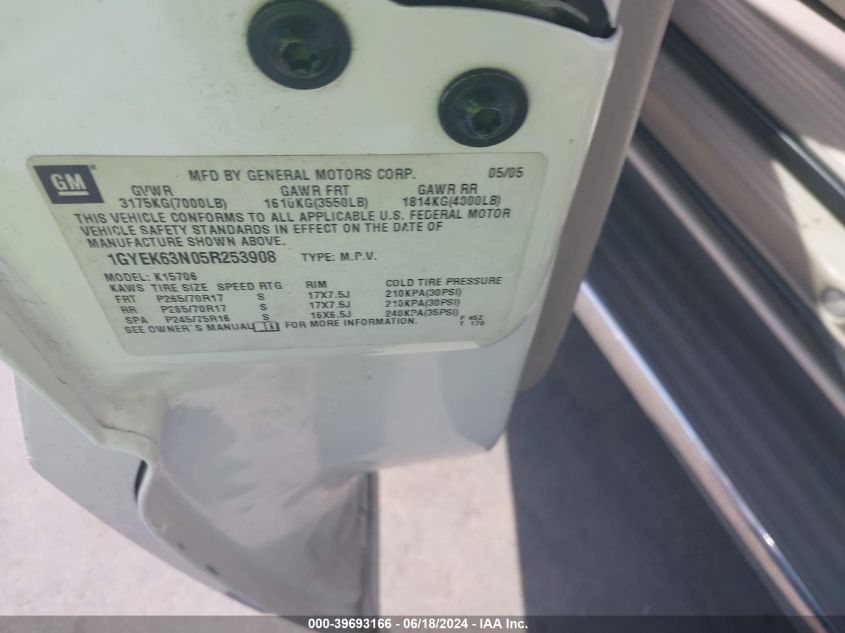 GM
MFD BY GENERAL MOTORS CORP. 05/05
GVWR GAWR FRT GAWR RR
3175KG(7000LB) 1610KG(3550LB) 1814KG(4000LB)
THIS VEHICLE CONFORMS TO ALL APPLICABLE U.S. FEDERAL MOTOR
VEHICLE SAFETY STANDARDS IN EFFECT ON THE DATE OF
MANUFACTURE SHOWN ABOVE.
1GYEK63N05R253908 TYPE: M.P.V.
MODEL: K15706
KAWS TIRE SIZE SPEED RTG RIM COLD TIRE PRESSURE
FRT P265/70R17 S 17X7.5J 210KPA(30PSI)
RR P265/70R17 S 17X7.5J 210KPA(30PSI)
SPA P245/75R16 S 16X6.5J 240KPA(35PSI)
SEE OWNER'S MANUAL FOR MORE INFORMATION. F 452
T 170
000-39693166 / 06/18/2024 - IAA Inc.